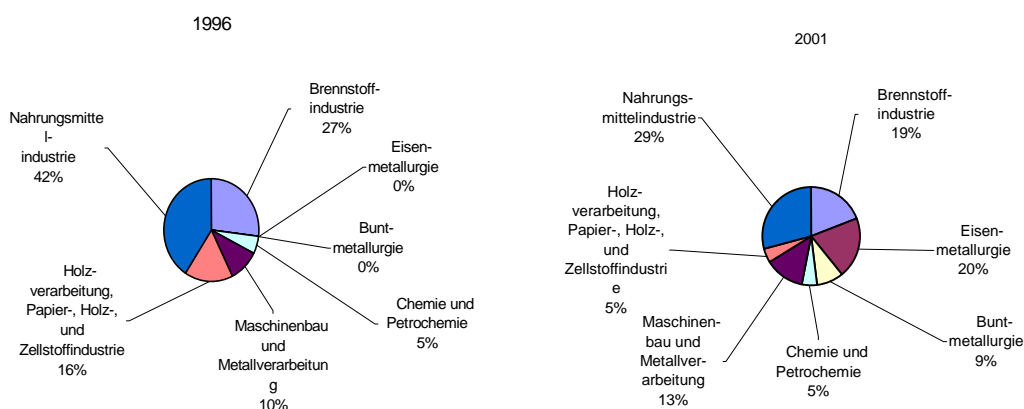 1996
Brennstoff-
industrie
27%
Eisen-
metallurgie
0%
Bunt-
metallurgie
0%
Chemie und
Petrochemie
5%
Maschinenbau
und
Metallverarbeitun
g
10%
Holz-
verarbeitung,
Papier-, Holz-,
und
Zellstoffindustrie
16%
Nahrungsmitte
l-
industrie
42%
2001
Brennstoff-
industrie
19%
Eisen-
metallurgie
20%
Bunt-
metallurgie
9%
Chemie und
Petrochemie
5%
Maschinen-
bau und
Metallver-
arbeitung
13%
Holz-
verarbeitung,
Papier-, Holz-,
und
Zellstoffindustri
e
5%
Nahrungs-
mittelindustrie
29%